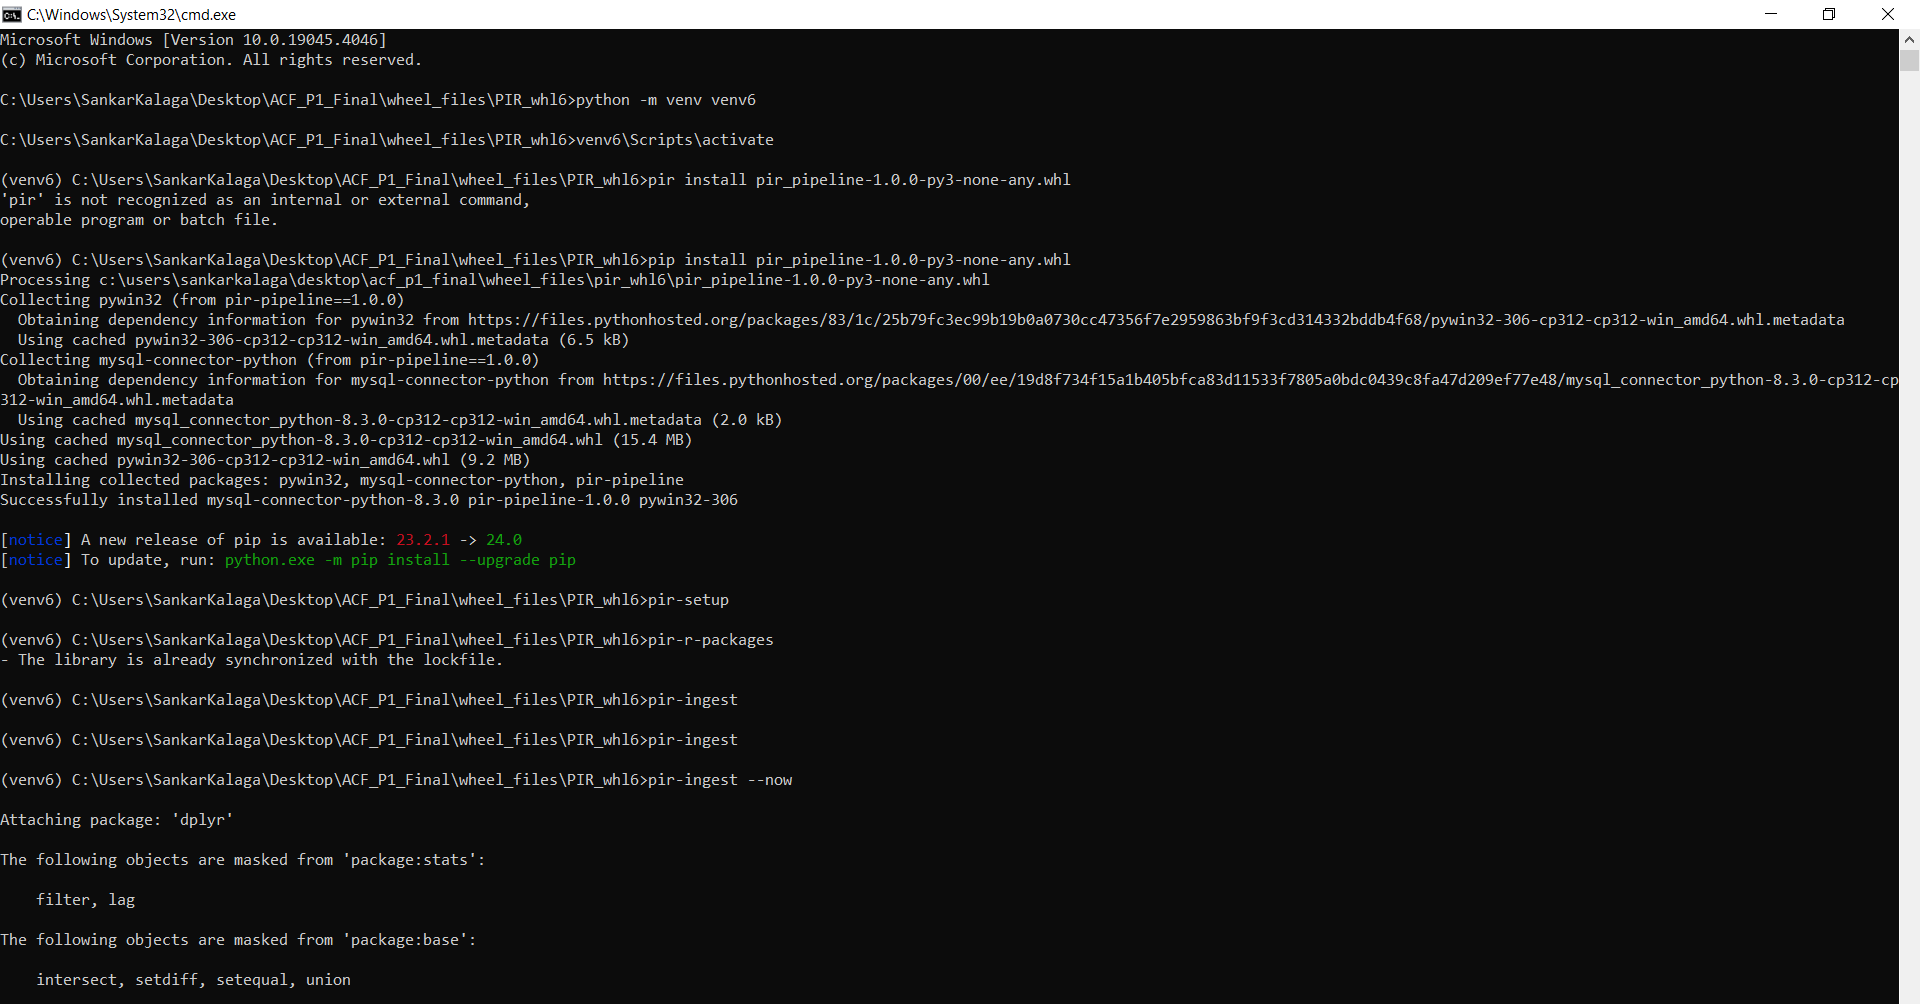 C:\Windows\System32\cmd.exe
Microsoft Windows [Version 10.0.19045.4046]
(c) Microsoft Corporation. All rights reserved.
C:\Users\SankarKalaga\Desktop\ACF_P1_Final\wheel_files\PIR_whl6>python -m venv venv6
C:\Users\SankarKalaga\Desktop\ACF_P1_Final\wheel_files\PIR_whl6>venv6\Scripts\activate
(venv6) C:\Users\SankarKalaga\Desktop\ACF_P1_Final\wheel_files\PIR_whl6>pir install pir_pipeline-1.0.0-py3-none-any.whl
'pir' is not recognized as an internal or external command,
operable program or batch file.
(venv6) C:\Users\SankarKalaga\Desktop\ACF_P1_Final\wheel_files\PIR_whl6>pip install pir_pipeline-1.0.0-py3-none-any.whl
Processing c:\users\sankarkalaga\desktop\acf_p1_final\wheel_files\pir_whl6\pir_pipeline-1.0.0-py3-none-any.whl
Collecting pywin32 (from pir-pipeline==1.0.0)
  Obtaining dependency information for pywin32 from https://files.pythonhosted.org/packages/83/1c/25b79fc3ec99b19b0a0730cc47356f7e2959863bf9f3cd314332bddb4f68/pywin32-306-cp312-cp312-win_amd64.whl.metadata
  Using cached pywin32-306-cp312-cp312-win_amd64.whl.metadata (6.5 kB)
Collecting mysql-connector-python (from pir-pipeline==1.0.0)
  Obtaining dependency information for mysql-connector-python from https://files.pythonhosted.org/packages/00/ee/19d8f734f15a1b405bfca83d11533f7805a0bdc0439c8fa47d209ef77e48/mysql_connector_python-8.3.0-cp312-cp
312-win_amd64.whl.metadata
  Using cached mysql_connector_python-8.3.0-cp312-cp312-win_amd64.whl.metadata (2.0 kB)
Using cached mysql_connector_python-8.3.0-cp312-cp312-win_amd64.whl (15.4 MB)
Using cached pywin32-306-cp312-cp312-win_amd64.whl (9.2 MB)
Installing collected packages: pywin32, mysql-connector-python, pir-pipeline
Successfully installed mysql-connector-python-8.3.0 pir-pipeline-1.0.0 pywin32-306
[notice] A new release of pip is available: 23.2.1 -> 24.0
[notice] To update, run: python.exe -m pip install --upgrade pip
(venv6) C:\Users\SankarKalaga\Desktop\ACF_P1_Final\wheel_files\PIR_whl6>pir-setup
(venv6) C:\Users\SankarKalaga\Desktop\ACF_P1_Final\wheel_files\PIR_whl6>pir-r-packages
- The library is already synchronized with the lockfile.
(venv6) C:\Users\SankarKalaga\Desktop\ACF_P1_Final\wheel_files\PIR_whl6>pir-ingest
(venv6) C:\Users\SankarKalaga\Desktop\ACF_P1_Final\wheel_files\PIR_whl6>pir-ingest
(venv6) C:\Users\SankarKalaga\Desktop\ACF_P1_Final\wheel_files\PIR_whl6>pir-ingest --now
Attaching package: 'dplyr'
The following objects are masked from 'package:stats':
    filter, lag
The following objects are masked from 'package:base':
    intersect, setdiff, setequal, union